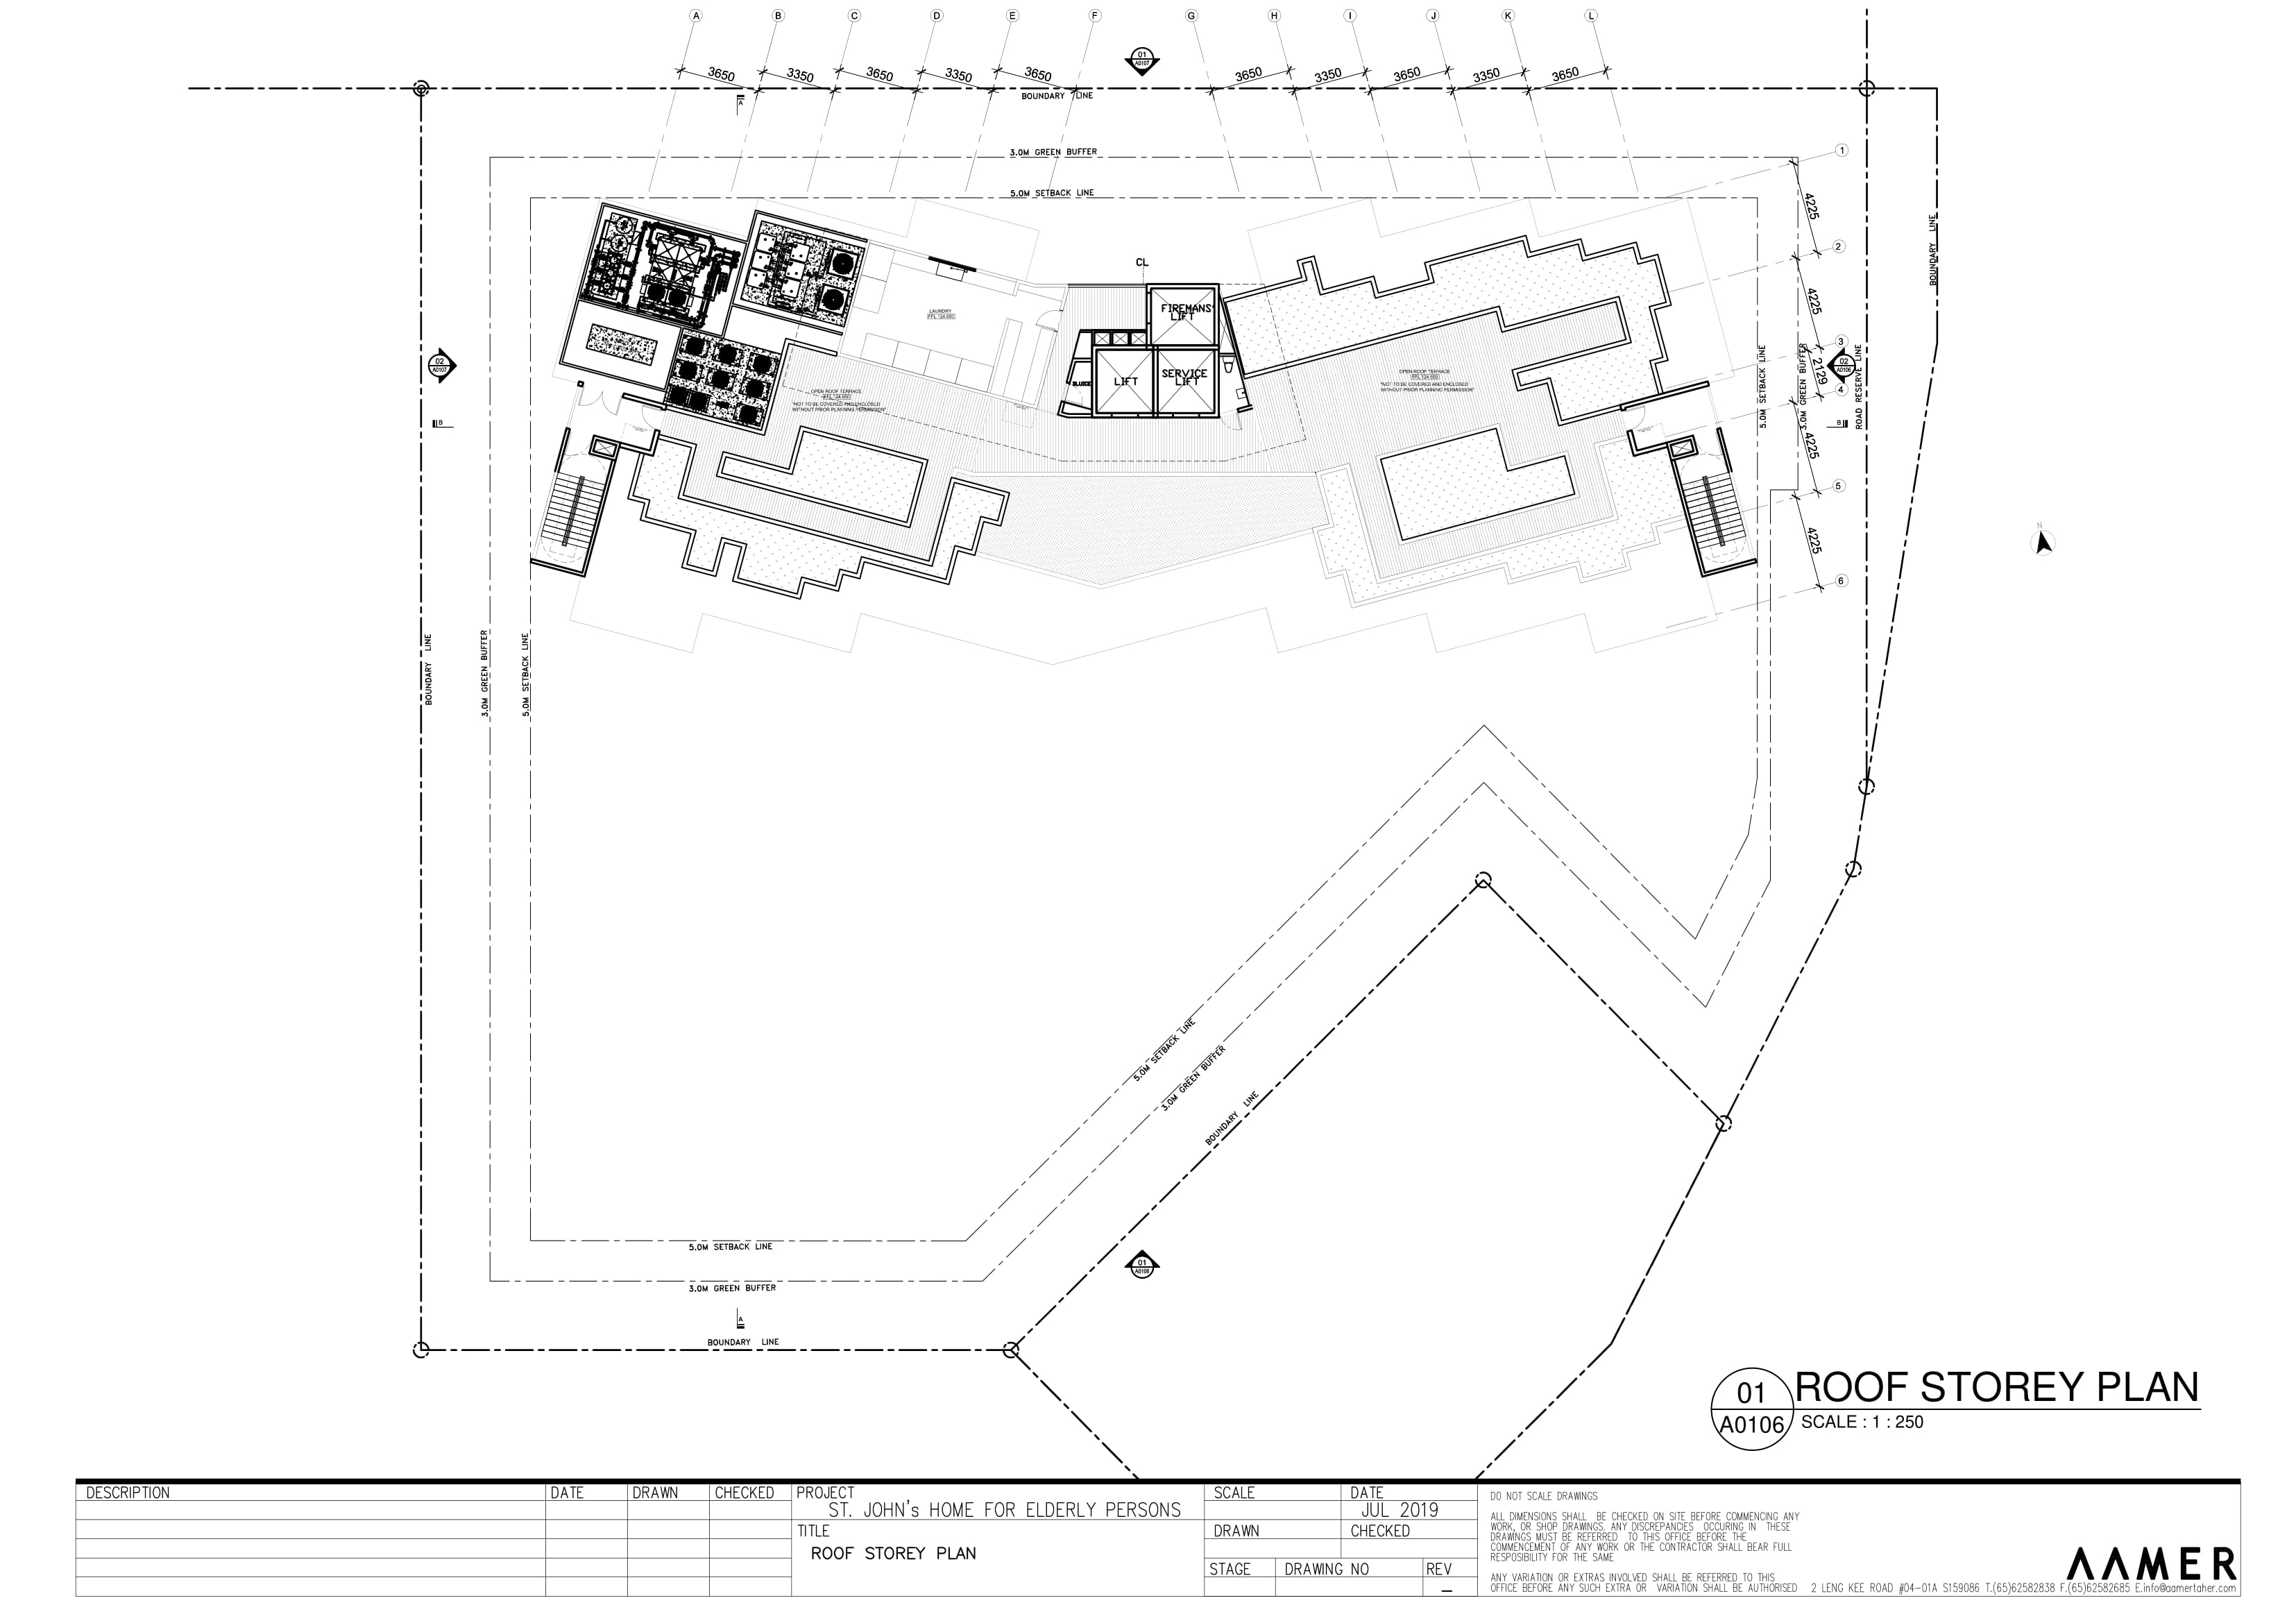 A B C D E F G H I J K L
3650 3350 3650 3350 3650
3650 3350 3650 3350 3650
01
A0107
BOUNDARY LINE
A
3.0M GREEN BUFFER
5.0M SETBACK LINE
1
4225
2
4225
3
2129
4
4225
5
4225
6
BOUNDARY LINE
CL
FIREMANS'
LIFT
LAUNDRY
FFL 124.650
02
A0107
02
A0106
LIFT
SERVICE
LIFT
SLUICE
OPEN ROOF TERRACE
FFL 124.650
"NOT TO BE COVERED AND ENCLOSED
WITHOUT PRIOR PLANNING PERMISSION"
OPEN ROOF TERRACE
FFL 124.650
"NOT TO BE COVERED AND ENCLOSED
WITHOUT PRIOR PLANNING PERMISSION"
5.0M SETBACK LINE
3.0M GREEN BUFFER
ROAD RESERVE LINE
B
B
N
BOUNDARY LINE
3.0M GREEN BUFFER
5.0M SETBACK LINE
5.0M SETBACK LINE
3.0M GREEN BUFFER
BOUNDARY LINE
5.0M SETBACK LINE
3.0M GREEN BUFFER
A
BOUNDARY LINE
01
A0108
01
A0106
ROOF STOREY PLAN
SCALE : 1 : 250
DESCRIPTION DATE DRAWN CHECKED
PROJECT
ST. JOHN's HOME FOR ELDERLY PERSONS
TITLE
ROOF STOREY PLAN
SCALE DATE
JUL 2019
DRAWN CHECKED
STAGE DRAWING NO REV
–
DO NOT SCALE DRAWINGS
ALL DIMENSIONS SHALL BE CHECKED ON SITE BEFORE COMMENCING ANY
WORK, OR SHOP DRAWINGS. ANY DISCREPANCIES OCCURING IN THESE
DRAWINGS MUST BE REFERRED TO THIS OFFICE BEFORE THE
COMMENCEMENT OF ANY WORK OR THE CONTRACTOR SHALL BEAR FULL
RESPOSIBILITY FOR THE SAME
ANY VARIATION OR EXTRAS INVOLVED SHALL BE REFERRED TO THIS
OFFICE BEFORE ANY SUCH EXTRA OR VARIATION SHALL BE AUTHORISED
AAMER
2 LENG KEE ROAD #04-01A S159086 T.(65)62582838 F.(65)62582685 E.info@aamertaher.com